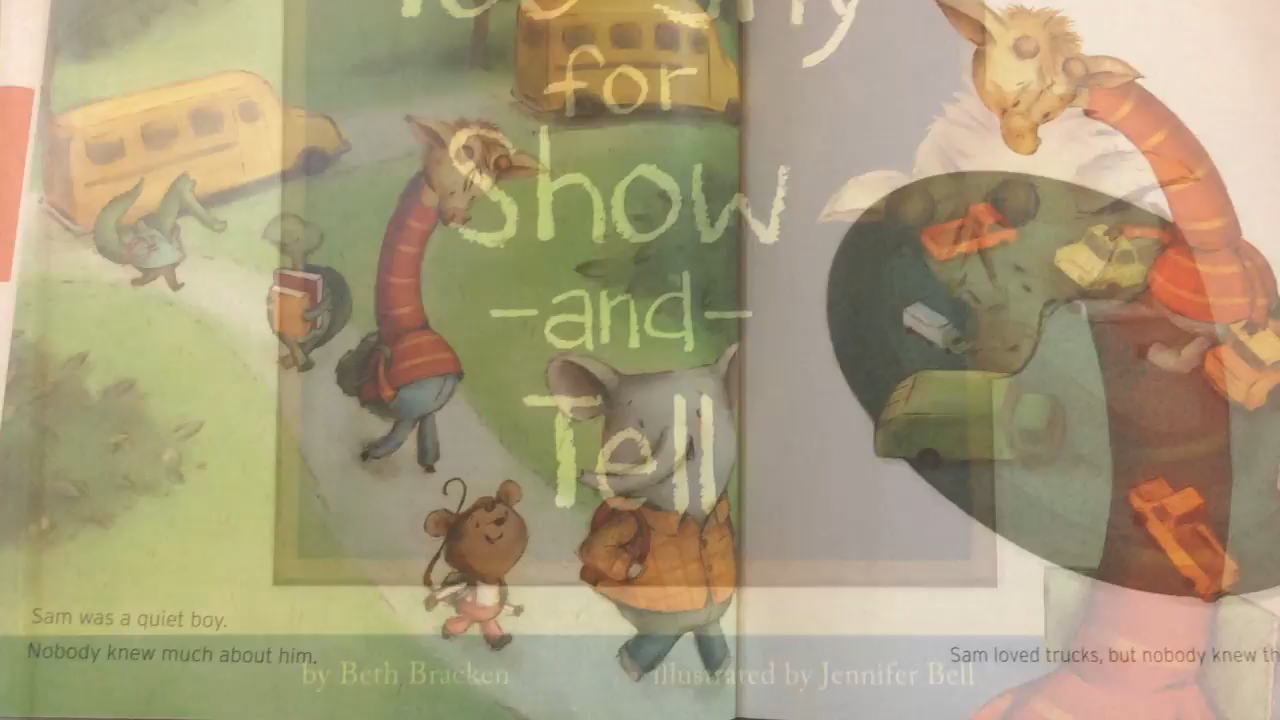 for
Show
-and-
Tell
Sam was a quiet boy.
Nobody knew much about him.
Sam loved trucks, but nobody knew th
by Beth Bracken
illustrated by Jennifer Bell